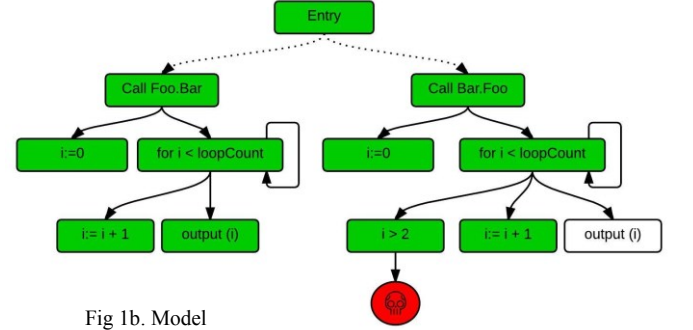 Entry
Call Foo.Bar
Call Bar.Foo
i:=0
for i < loopCount
i:=0
for i < loopCount
i:= i + 1
output (i)
i > 2
i:= i + 1
output (i)
Fig 1b. Model